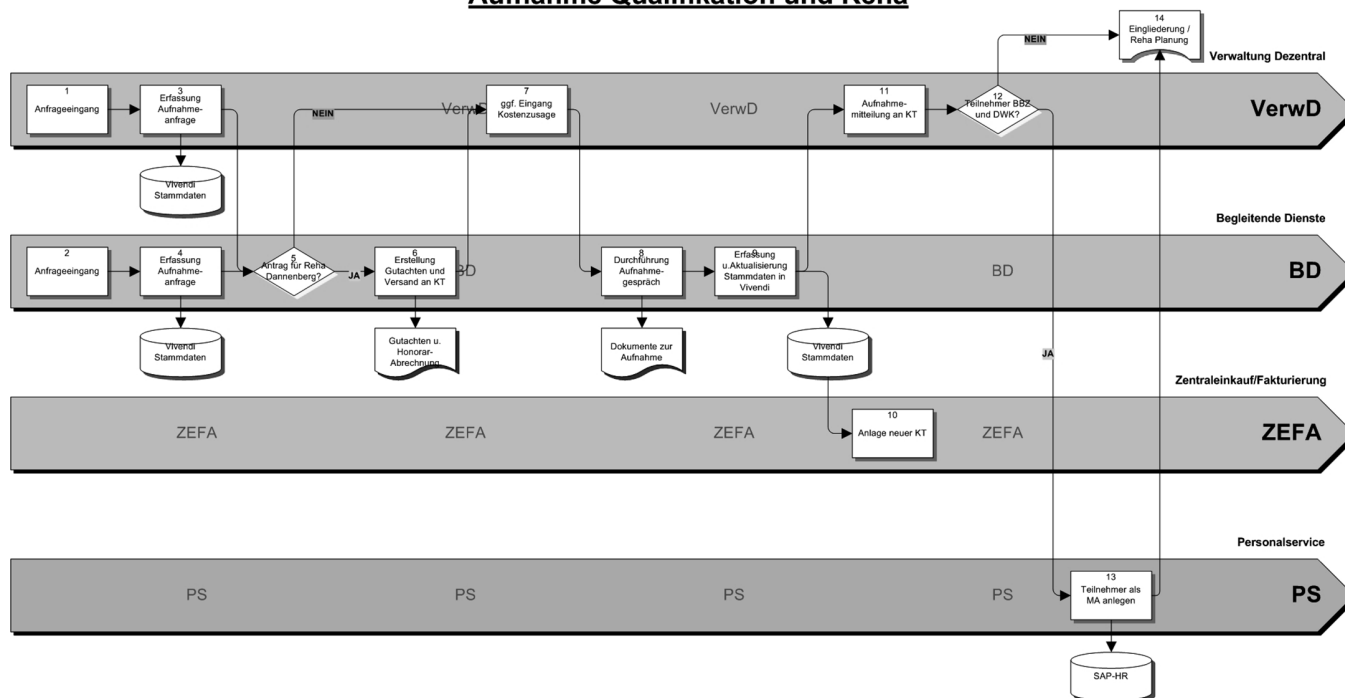 Aufnahme Qualifikation und Reha
14
Eingliederung /
Reha Planung
NEIN
Verwaltung Dezentral
1
Anfrageeingang
3
Erfassung
Aufnahme-
anfrage
NEIN
VerwD
7
ggf. Eingang
Kostenzusage
VerwD
11
Aufnahme-
mitteilung an KT
12
Teilnehmer BBZ
und DWK?
VerwD
Vivendi
Stammdaten
Begleitende Dienste
2
Anfrageeingang
4
Erfassung
Aufnahme-
anfrage
5
Antrag für Reha
Dannenberg?
JA
6
Erstellung
Gutachten und
Versand an KT
BD
8
Durchführung
Aufnahme-
gespräch
9
Erfassung
u.Aktualisierung
Stammdaten in
Vivendi
BD
BD
Vivendi
Stammdaten
Gutachten u.
Honorar-
Abrechnung
Dokumente zur
Aufnahme
Vivendi
Stammdaten
JA
Zentraleinkauf/Fakturierung
ZEFA
ZEFA
ZEFA
10
Anlage neuer KT
ZEFA
ZEFA
Personalservice
PS
PS
PS
PS
13
Teilnehmer als
MA anlegen
PS
SAP-HR